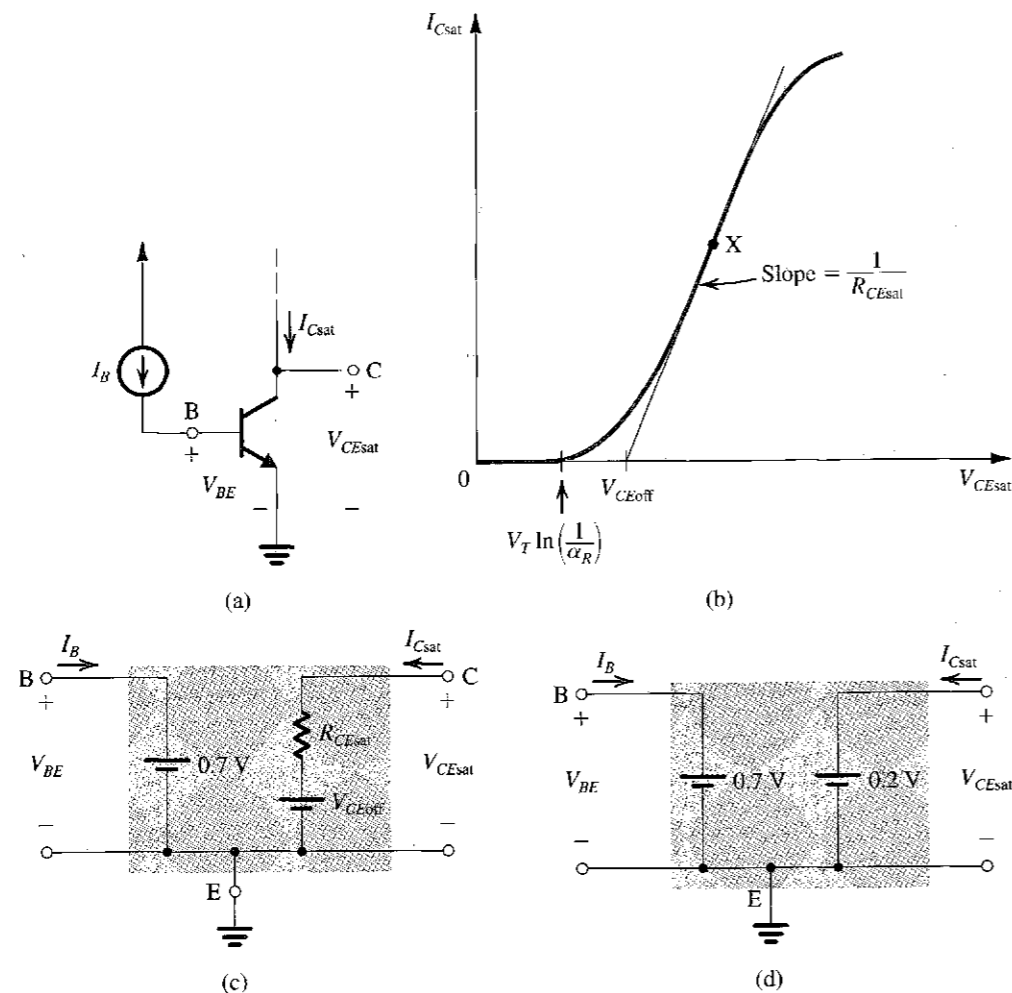 I_Csat
X
Slope = 1/R_CEsat
I_Csat
I_B
C
+
B
+
V_CEsat
V_BE
−
−
0
V_CEoff
V_CEsat
V_T ln(1/α_R)
(a)
(b)
I_B
I_Csat
B
C
+
+
R_CEsat
V_BE
0.7 V
V_CEsat
V_CEoff
−
−
E
(c)
I_B
I_Csat
B
+
+
V_BE
0.7 V
0.2 V
V_CEsat
−
−
E
(d)